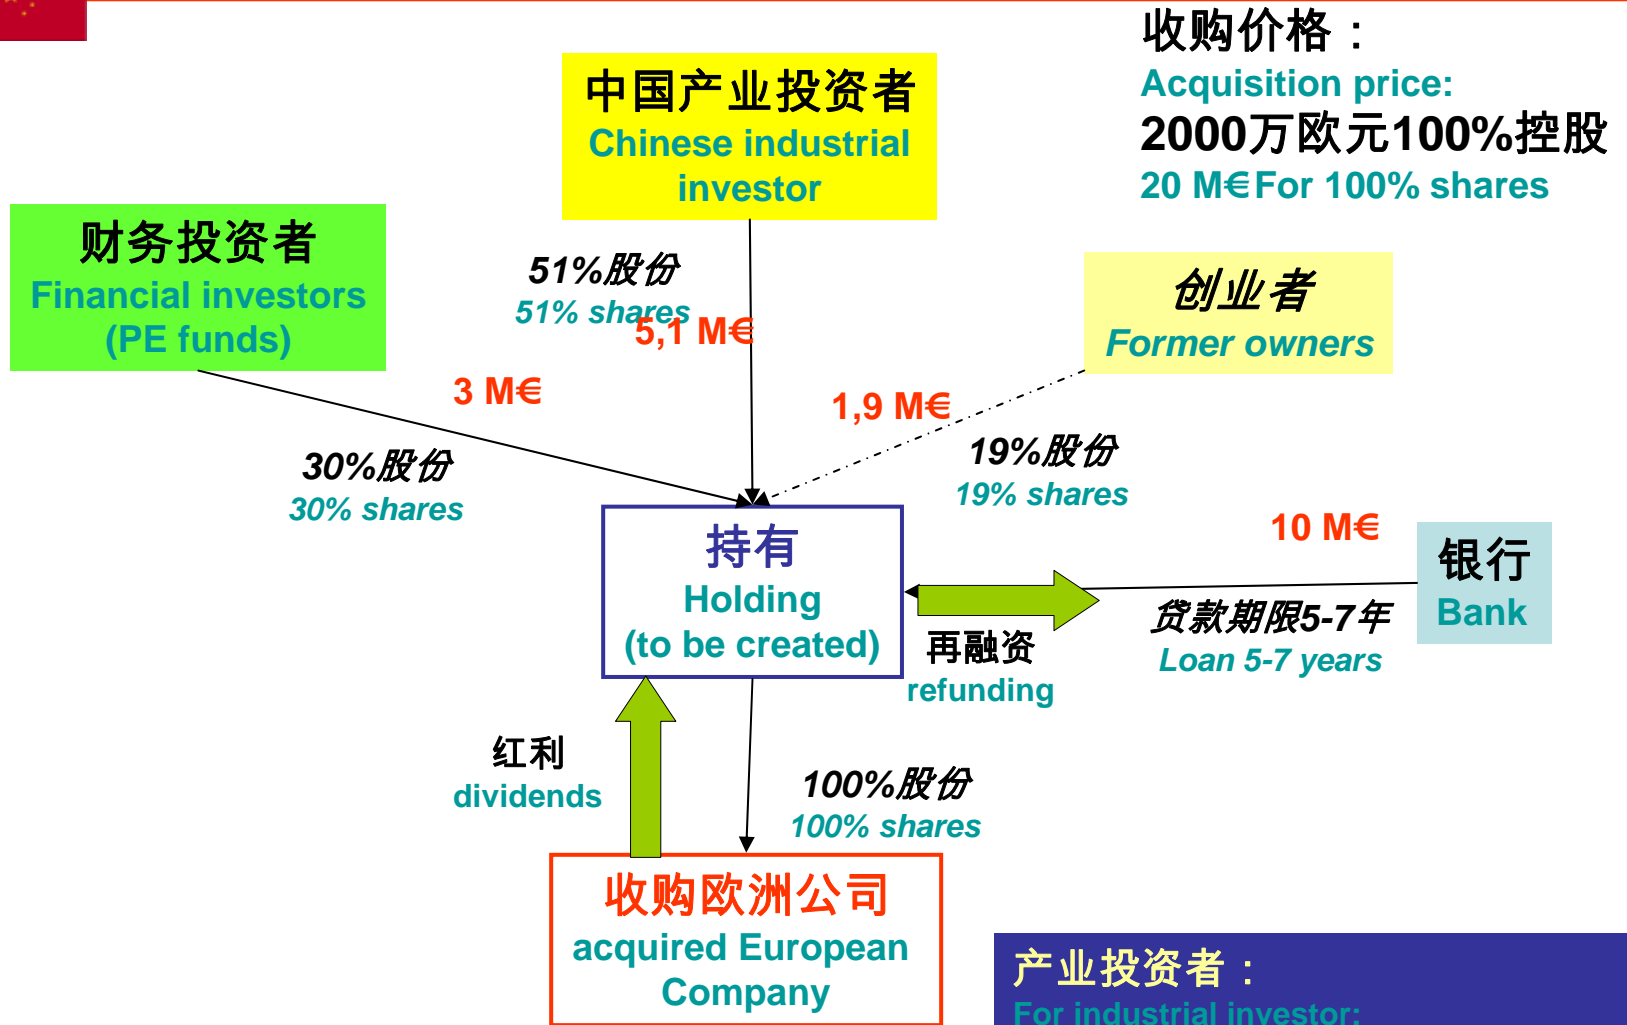 收购价格：
Acquisition price:
2000万欧元100%控股
20 M€ For 100% shares
中国产业投资者
Chinese industrial
investor
财务投资者
Financial investors
(PE funds)
创业者
Former owners
51%股份
51% shares
5,1 M€
3 M€
1,9 M€
30%股份
30% shares
19%股份
19% shares
10 M€
持有
Holding
(to be created)
银行
Bank
再融资
refunding
贷款期限5-7年
Loan 5-7 years
红利
dividends
100%股份
100% shares
收购欧洲公司
acquired European
Company
产业投资者：
For industrial investor: